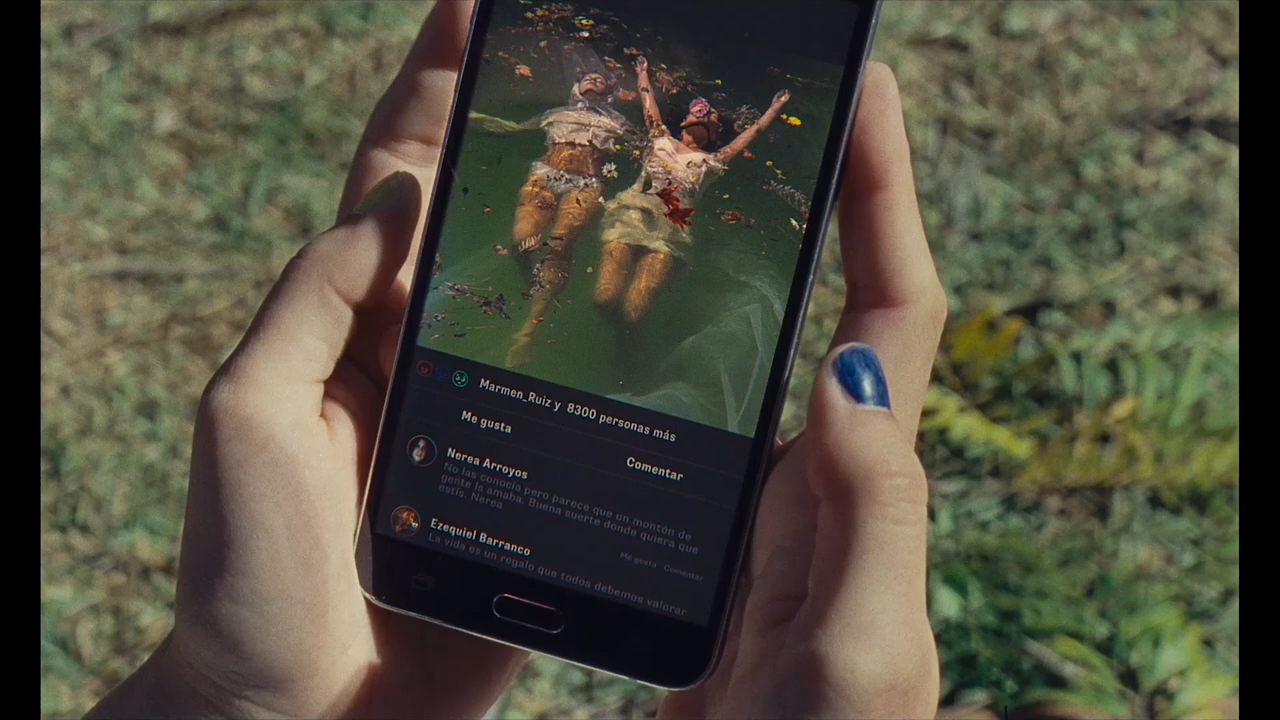 Marmen_Ruiz y 8300 personas más
Me gusta
Comentar
Nerea Arroyos
No las conocía pero parece que un montón de
gente la amaba. Buena suerte donde quiera que
estís. Nerea
Me gusta Comentar
Ezequiel Barranco
La vida es un regalo que todos debemos valorar